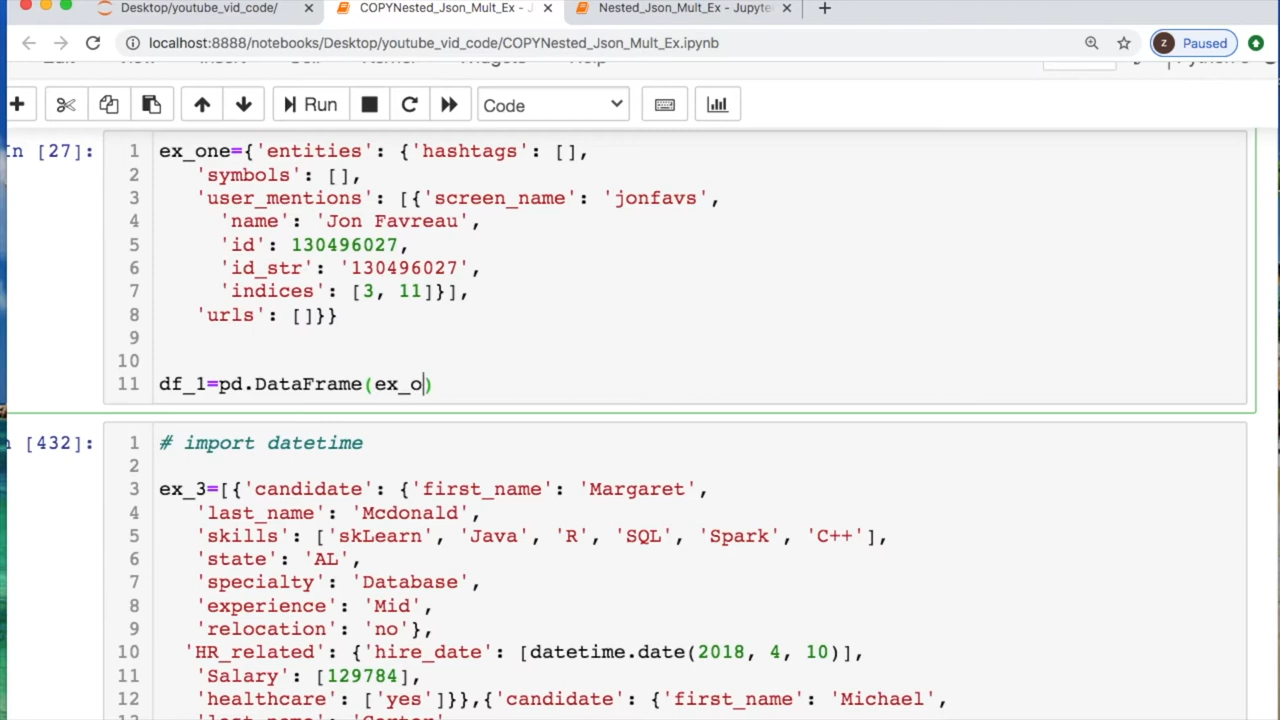 Desktop/youtube_vid_code/ × COPYNested_Json_Mult_Ex - J × Nested_Json_Mult_Ex - Jupyte × +
localhost:8888/notebooks/Desktop/youtube_vid_code/COPYNested_Json_Mult_Ex.ipynb Z Paused
Run Code
n [27]:
1 ex_one={'entities': {'hashtags': [],
2 'symbols': [],
3 'user_mentions': [{'screen_name': 'jonfavs',
4 'name': 'Jon Favreau',
5 'id': 130496027,
6 'id_str': '130496027',
7 'indices': [3, 11]}],
8 'urls': []}}
9
10
11 df_1=pd.DataFrame(ex_o)
[432]:
1 # import datetime
2
3 ex_3=[{'candidate': {'first_name': 'Margaret',
4 'last_name': 'Mcdonald',
5 'skills': ['skLearn', 'Java', 'R', 'SQL', 'Spark', 'C++'],
6 'state': 'AL',
7 'specialty': 'Database',
8 'experience': 'Mid',
9 'relocation': 'no'},
10 'HR_related': {'hire_date': [datetime.date(2018, 4, 10)],
11 'Salary': [129784],
12 'healthcare': ['yes']}},{'candidate': {'first_name': 'Michael',